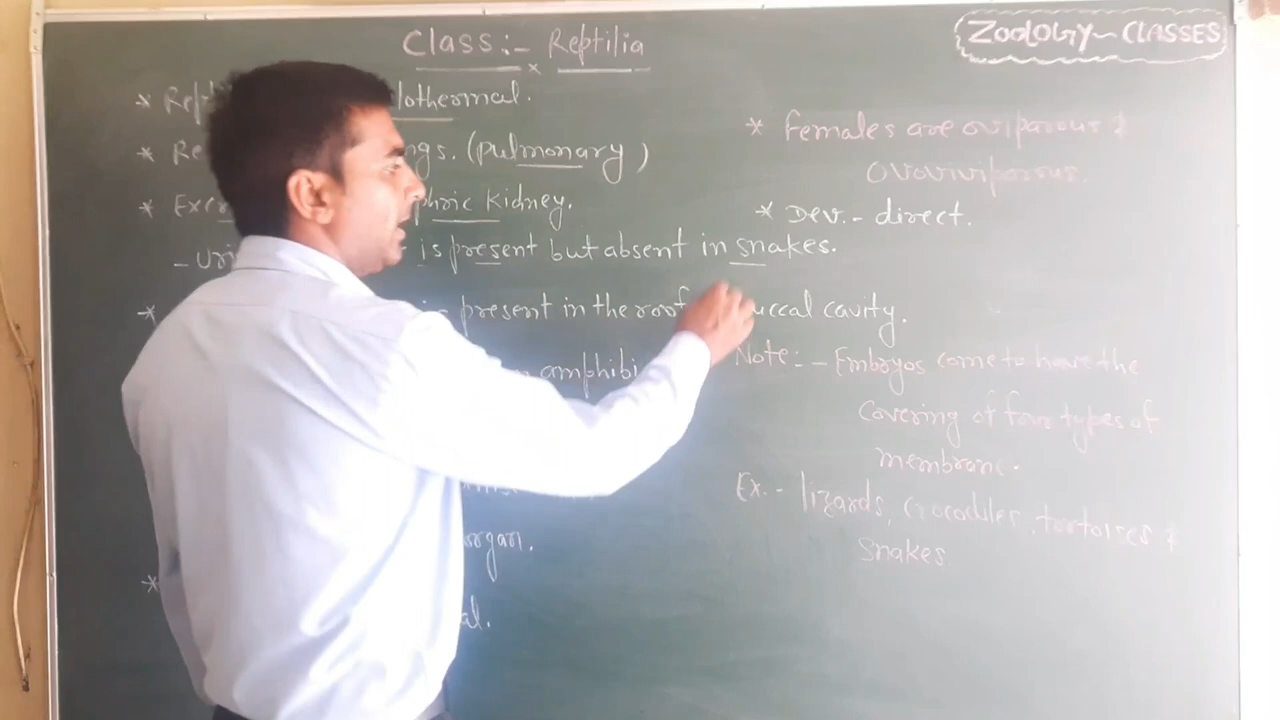 Class:- Reptilia
Zoology - CLASSES
* Rep lothermal.
* Re ngs. (pulmonary)
* Exc phric Kidney.
- uri is present but absent in snakes.
* is present in the roof uccal cavity.
amphibi
organ.
*
al.
* Females are oviparous &
Ovoviviparous.
* Dev. - direct.
Note: - Embryos come to have the
covering of four types of
membrane.
Ex. - lizards, crocodiles, tortoises &
Snakes.